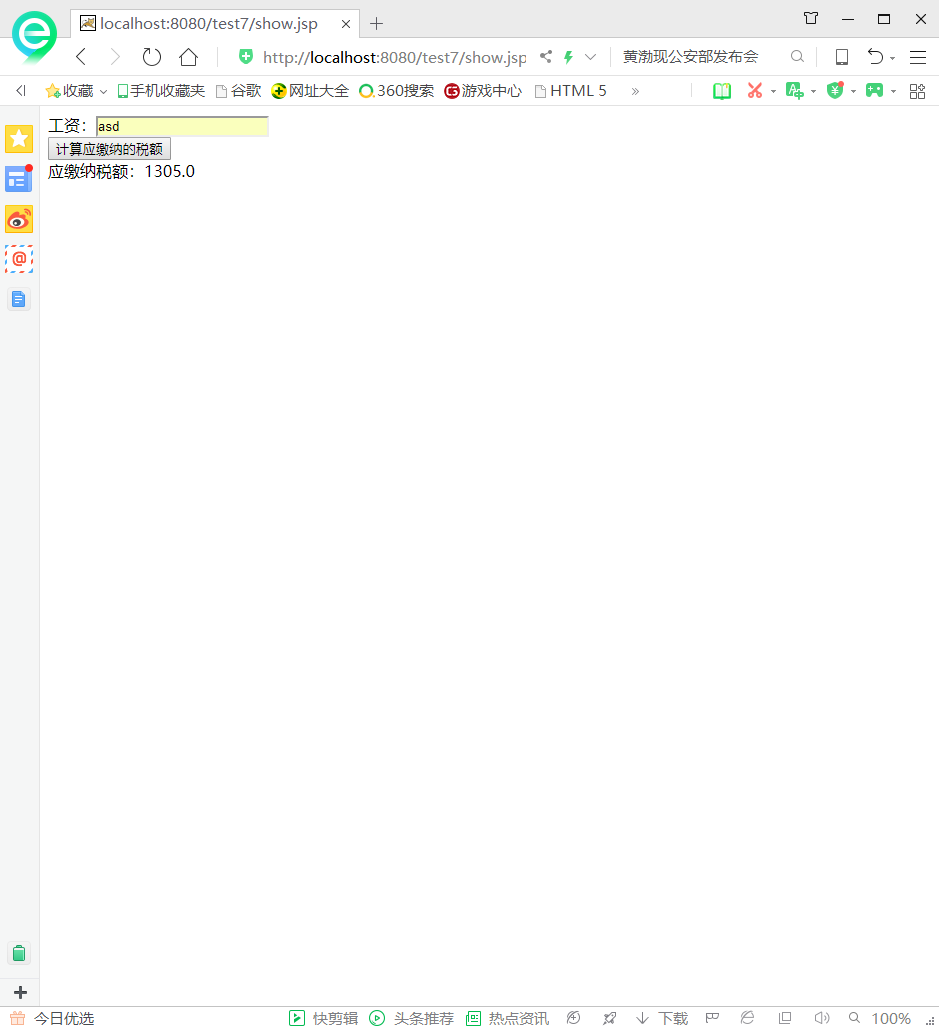 localhost:8080/test7/show.jsp
http://localhost:8080/test7/show.jsp 黄渤现公安部发布会
收藏 手机收藏夹 谷歌 网址大全 360搜索 游戏中心 HTML 5 »
工资：asd
计算应缴纳的税额
应缴纳税额：1305.0
今日优选 快剪辑 头条推荐 热点资讯 下载 100%